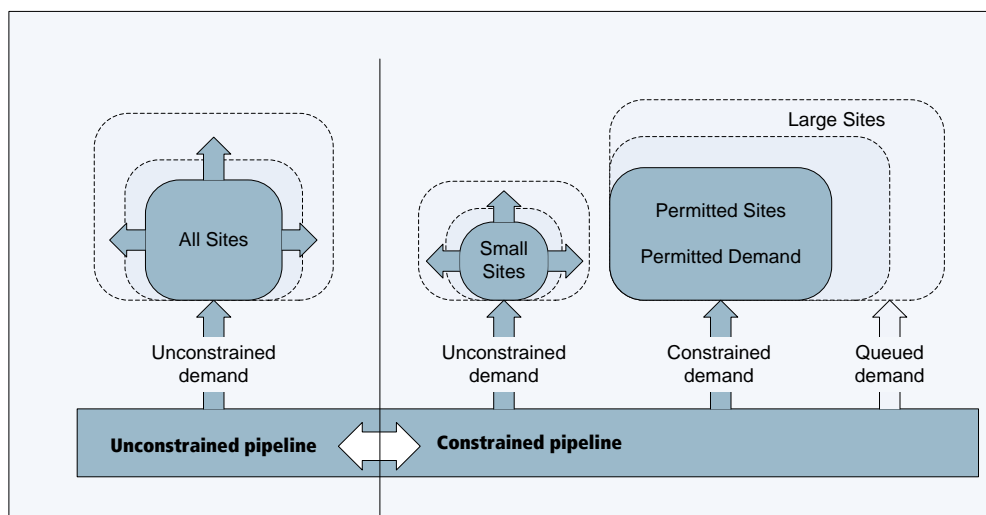 Large Sites
All Sites
Small
Sites
Permitted Sites
Permitted Demand
Unconstrained
demand
Unconstrained
demand
Constrained
demand
Queued
demand
Unconstrained pipeline
Constrained pipeline